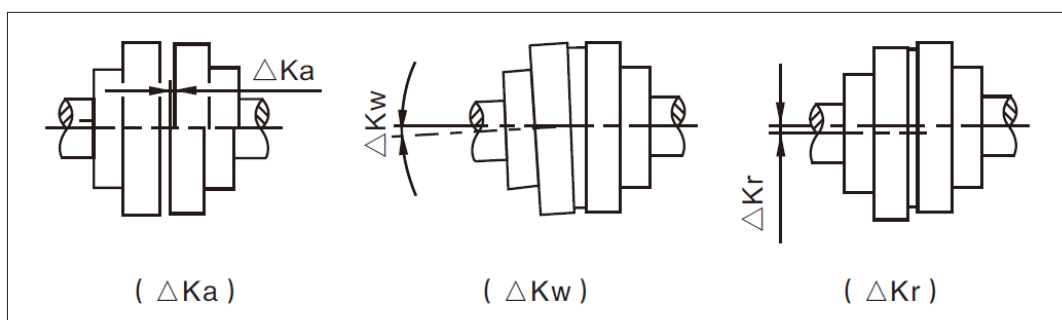 △Ka
△Kw
△Kr
( △Ka )
( △Kw )
( △Kr )